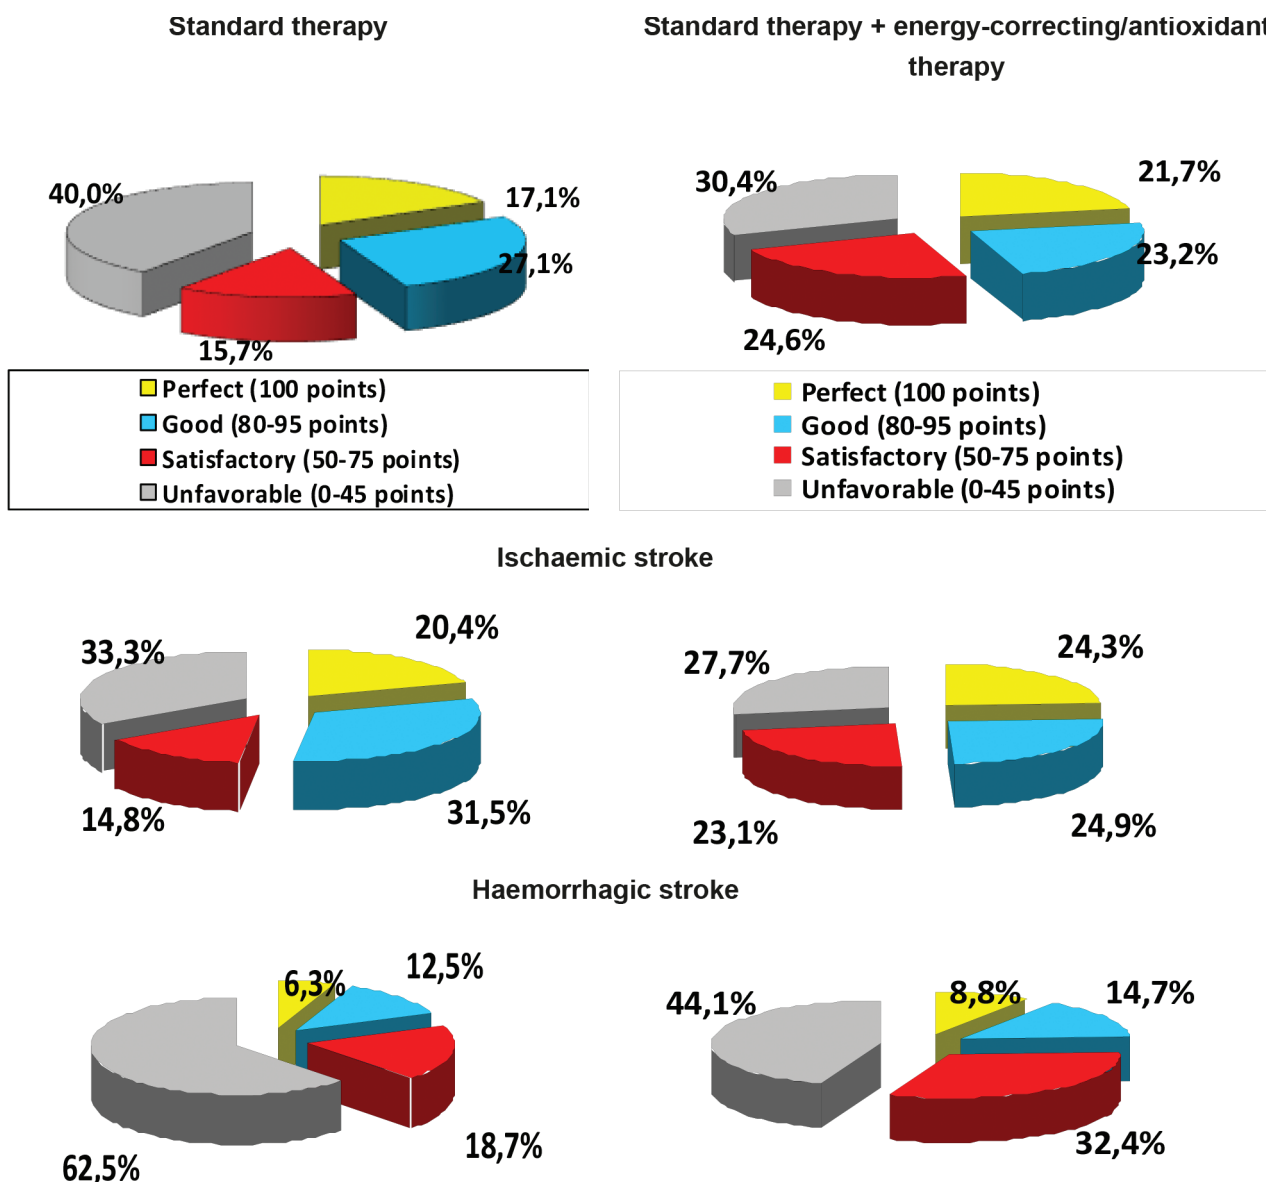 Standard therapy
Standard therapy + energy-correcting/antioxidant
therapy
40,0%
17,1%
27,1%
15,7%
30,4%
21,7%
23,2%
24,6%
Perfect (100 points)
Good (80-95 points)
Satisfactory (50-75 points)
Unfavorable (0-45 points)
Perfect (100 points)
Good (80-95 points)
Satisfactory (50-75 points)
Unfavorable (0-45 points)
Ischaemic stroke
33,3%
20,4%
14,8%
31,5%
27,7%
24,3%
23,1%
24,9%
Haemorrhagic stroke
6,3%
12,5%
62,5%
18,7%
44,1%
8,8%
14,7%
32,4%